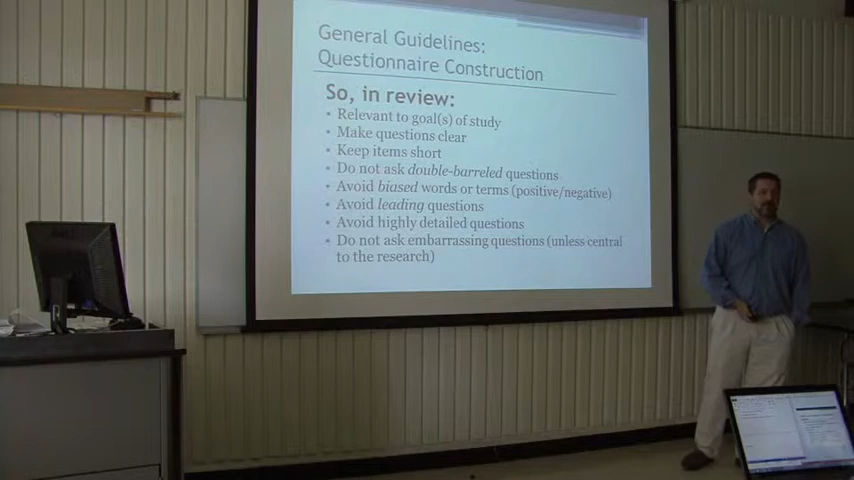 General Guidelines:
Questionnaire Construction
So, in review:
• Relevant to goal(s) of study
• Make questions clear
• Keep items short
• Do not ask double-barreled questions
• Avoid biased words or terms (positive/negative)
• Avoid leading questions
• Avoid highly detailed questions
• Do not ask embarrassing questions (unless central
to the research)